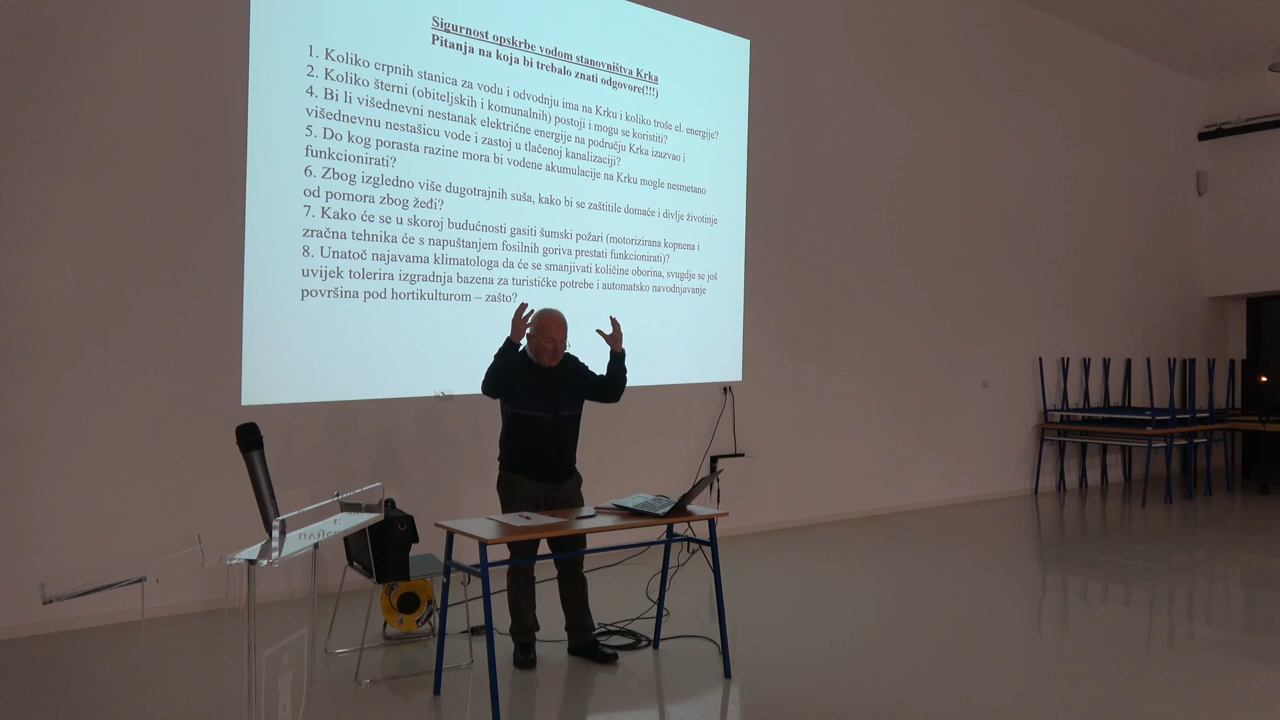 Sigurnost opskrbe vodom stanovništva Krka
Pitanja na koja bi trebalo znati odgovore(!!!)
1. Koliko crpnih stanica za vodu i odvodnju ima na Krku i koliko troše el. energije?
2. Koliko šterni (obiteljskih i komunalnih) postoji i mogu se koristiti?
4. Bi li višednevni nestanak električne energije na području Krka izazvao i
višednevnu nestašicu vode i zastoj u tlačenoj kanalizaciji?
5. Do kog porasta razine mora bi vodene akumulacije na Krku mogle nesmetano
funkcionirati?
6. Zbog izgledno više dugotrajnih suša, kako bi se zaštitile domaće i divlje životinje
od pomora zbog žeđi?
7. Kako će se u skoroj budućnosti gasiti šumski požari (motorizirana kopnena i
zračna tehnika će s napuštanjem fosilnih goriva prestati funkcionirati)?
8. Unatoč najavama klimatologa da će se smanjivati količine oborina, svugdje se još
uvijek tolerira izgradnja bazena za turističke potrebe i automatsko navodnjavanje
površina pod hortikulturom – zašto?